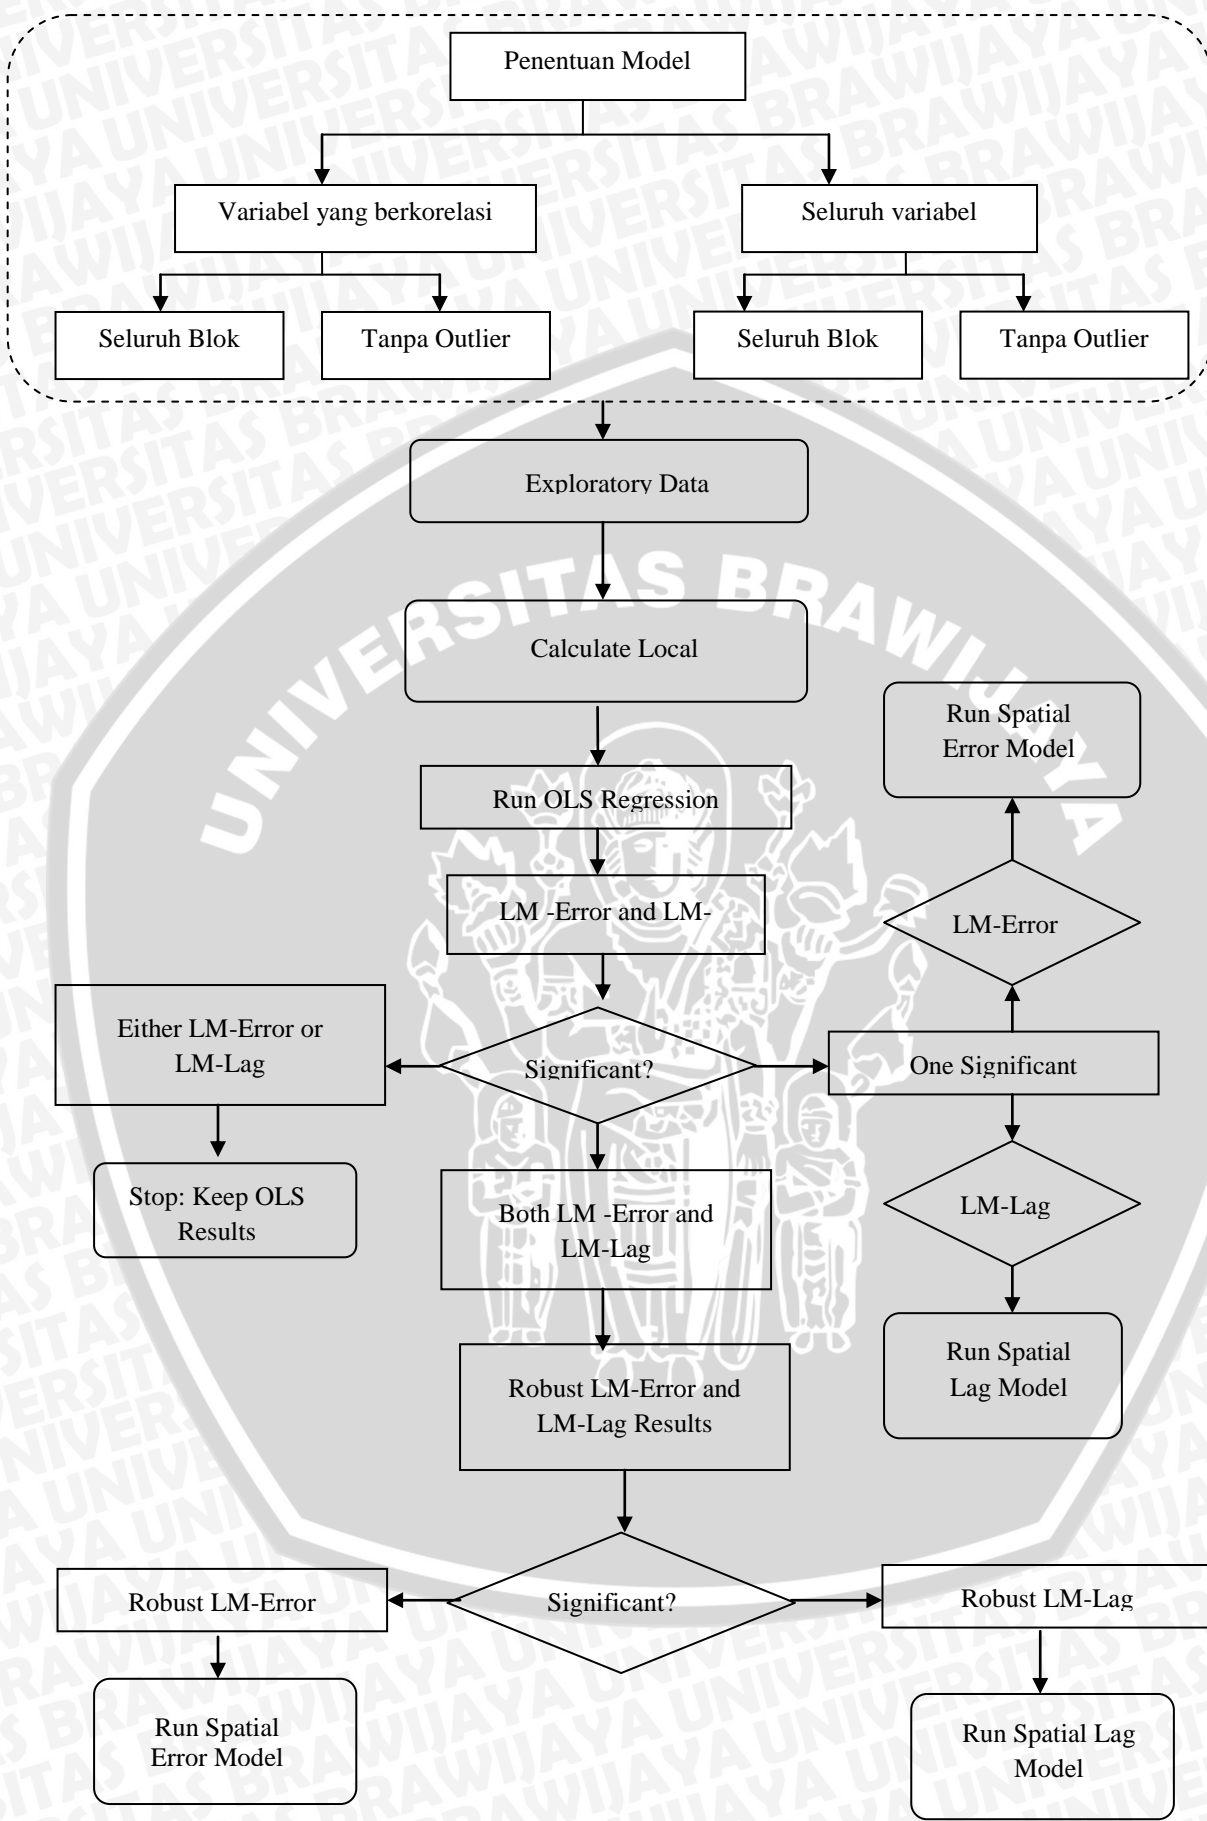 Penentuan Model
Variabel yang berkorelasi
Seluruh variabel
Seluruh Blok
Tanpa Outlier
Seluruh Blok
Tanpa Outlier
Exploratory Data
UNIVERSITAS BRAWIJAYA
Calculate Local
Run Spatial
Error Model
Run OLS Regression
LM -Error and LM-
LM-Error
Either LM-Error or
LM-Lag
Significant?
One Significant
Stop: Keep OLS
Results
Both LM -Error and
LM-Lag
LM-Lag
Robust LM-Error and
LM-Lag Results
Run Spatial
Lag Model
Robust LM-Error
Significant?
Robust LM-Lag
Run Spatial
Error Model
Run Spatial Lag
Model